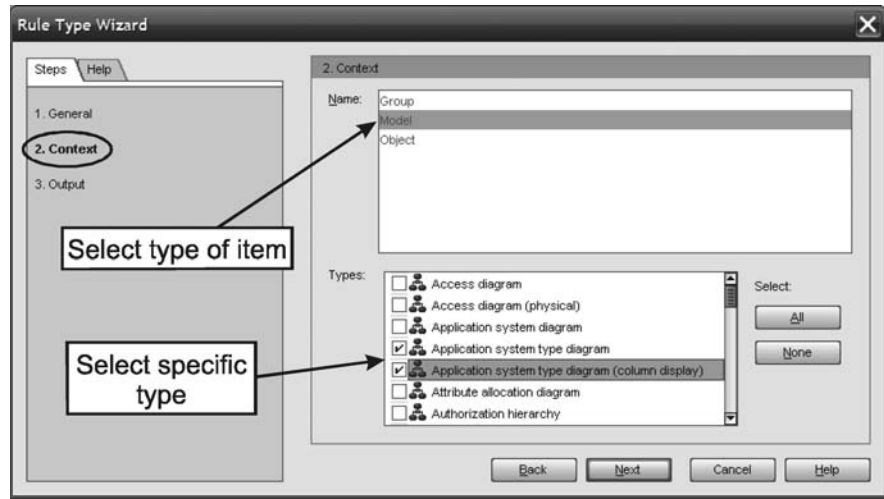 Rule Type Wizard
Steps Help
1. General
2. Context
3. Output
2. Context
Name:
Group
Model
Object
Select type of item
Types:
Access diagram
Access diagram (physical)
Application system diagram
Application system type diagram
Application system type diagram (column display)
Attribute allocation diagram
Authorization hierarchy
Select specific
type
Select:
All
None
Back Next Cancel Help